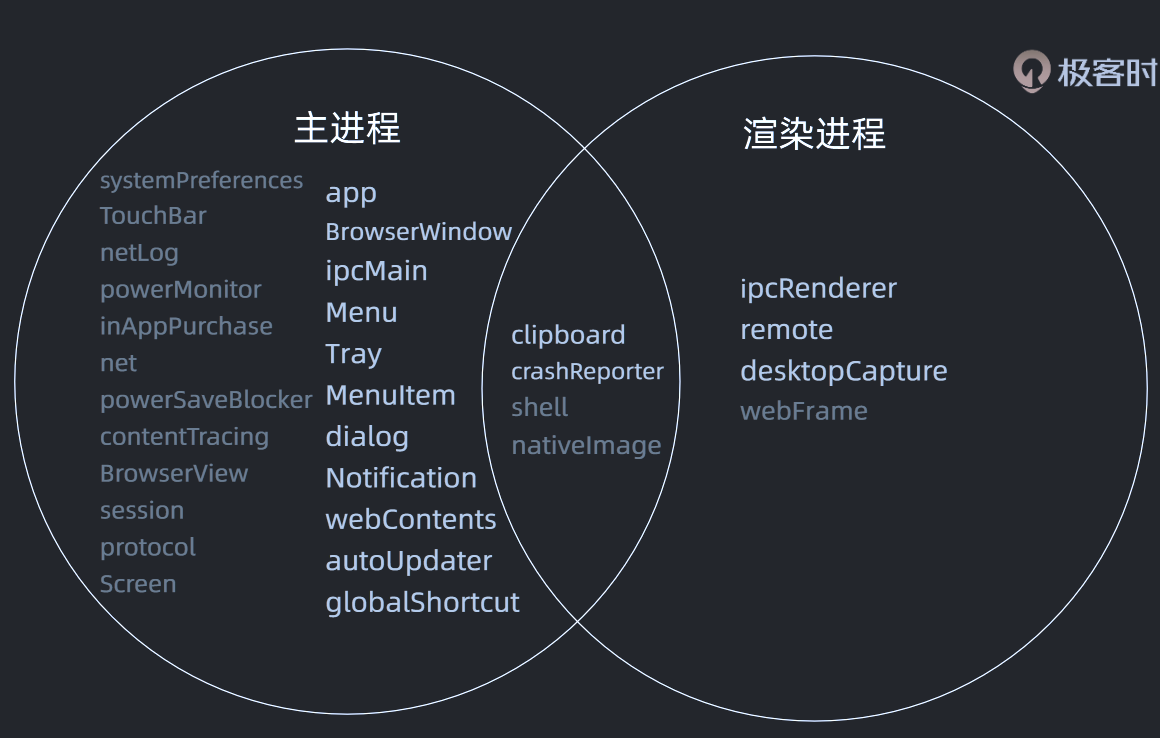 极客时
主进程
systemPreferences
TouchBar
netLog
powerMonitor
inAppPurchase
net
powerSaveBlocker
contentTracing
BrowserView
session
protocol
Screen
app
BrowserWindow
ipcMain
Menu
Tray
MenuItem
dialog
Notification
webContents
autoUpdater
globalShortcut
clipboard
crashReporter
shell
nativeImage
渲染进程
ipcRenderer
remote
desktopCapture
webFrame